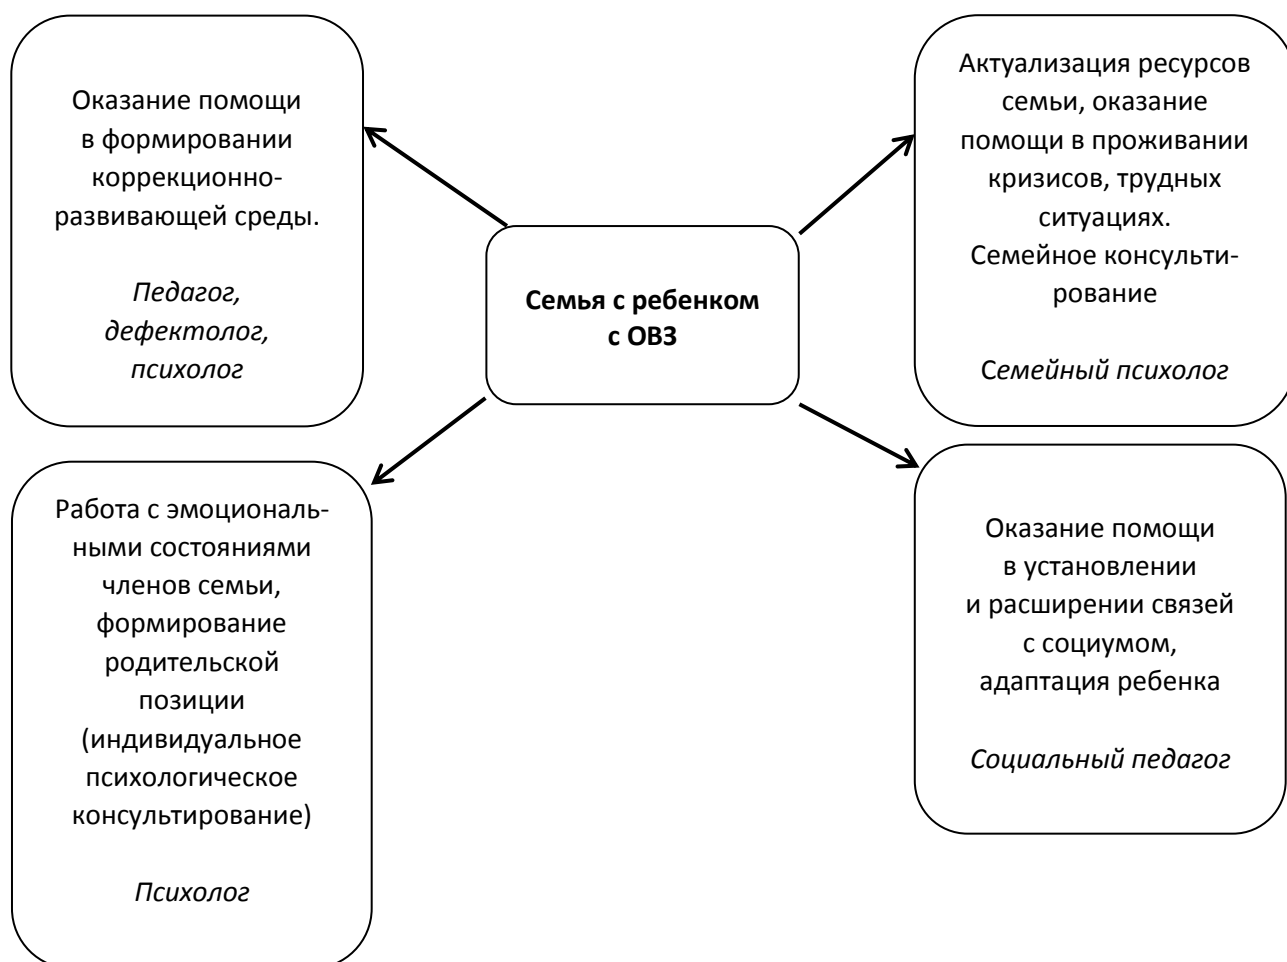 Оказание помощи
в формировании
коррекционно-
развивающей среды.
Педагог,
дефектолог,
психолог
Актуализация ресурсов
семьи, оказание
помощи в проживании
кризисов, трудных
ситуациях.
Семейное консульти-
рование
Семейный психолог
Семья с ребенком
с ОВЗ
Работа с эмоциональ-
ными состояниями
членов семьи,
формирование
родительской
позиции
(индивидуальное
психологическое
консультирование)
Психолог
Оказание помощи
в установлении
и расширении связей
с социумом,
адаптация ребенка
Социальный педагог